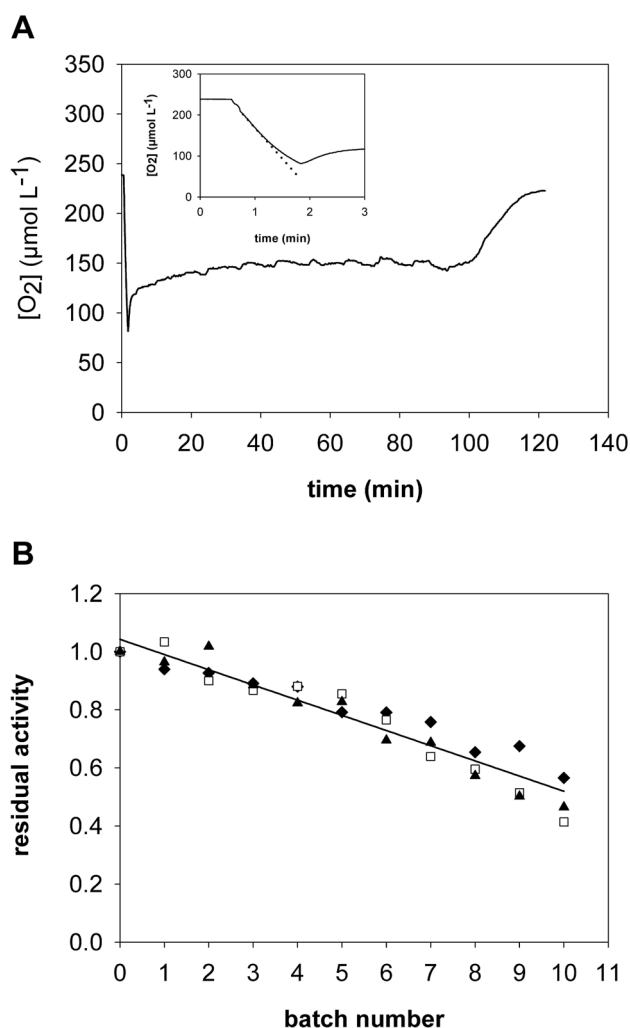 A
350
300
250
200
150
100
50
0
[O2] (µmol L-1)
0 20 40 60 80 100 120 140
time (min)
300
200
100
0
[O2] (µmol L-1)
0 1 2 3
time (min)
B
1.2
1.0
0.8
0.6
0.4
0.2
0.0
residual activity
0 1 2 3 4 5 6 7 8 9 10 11
batch number